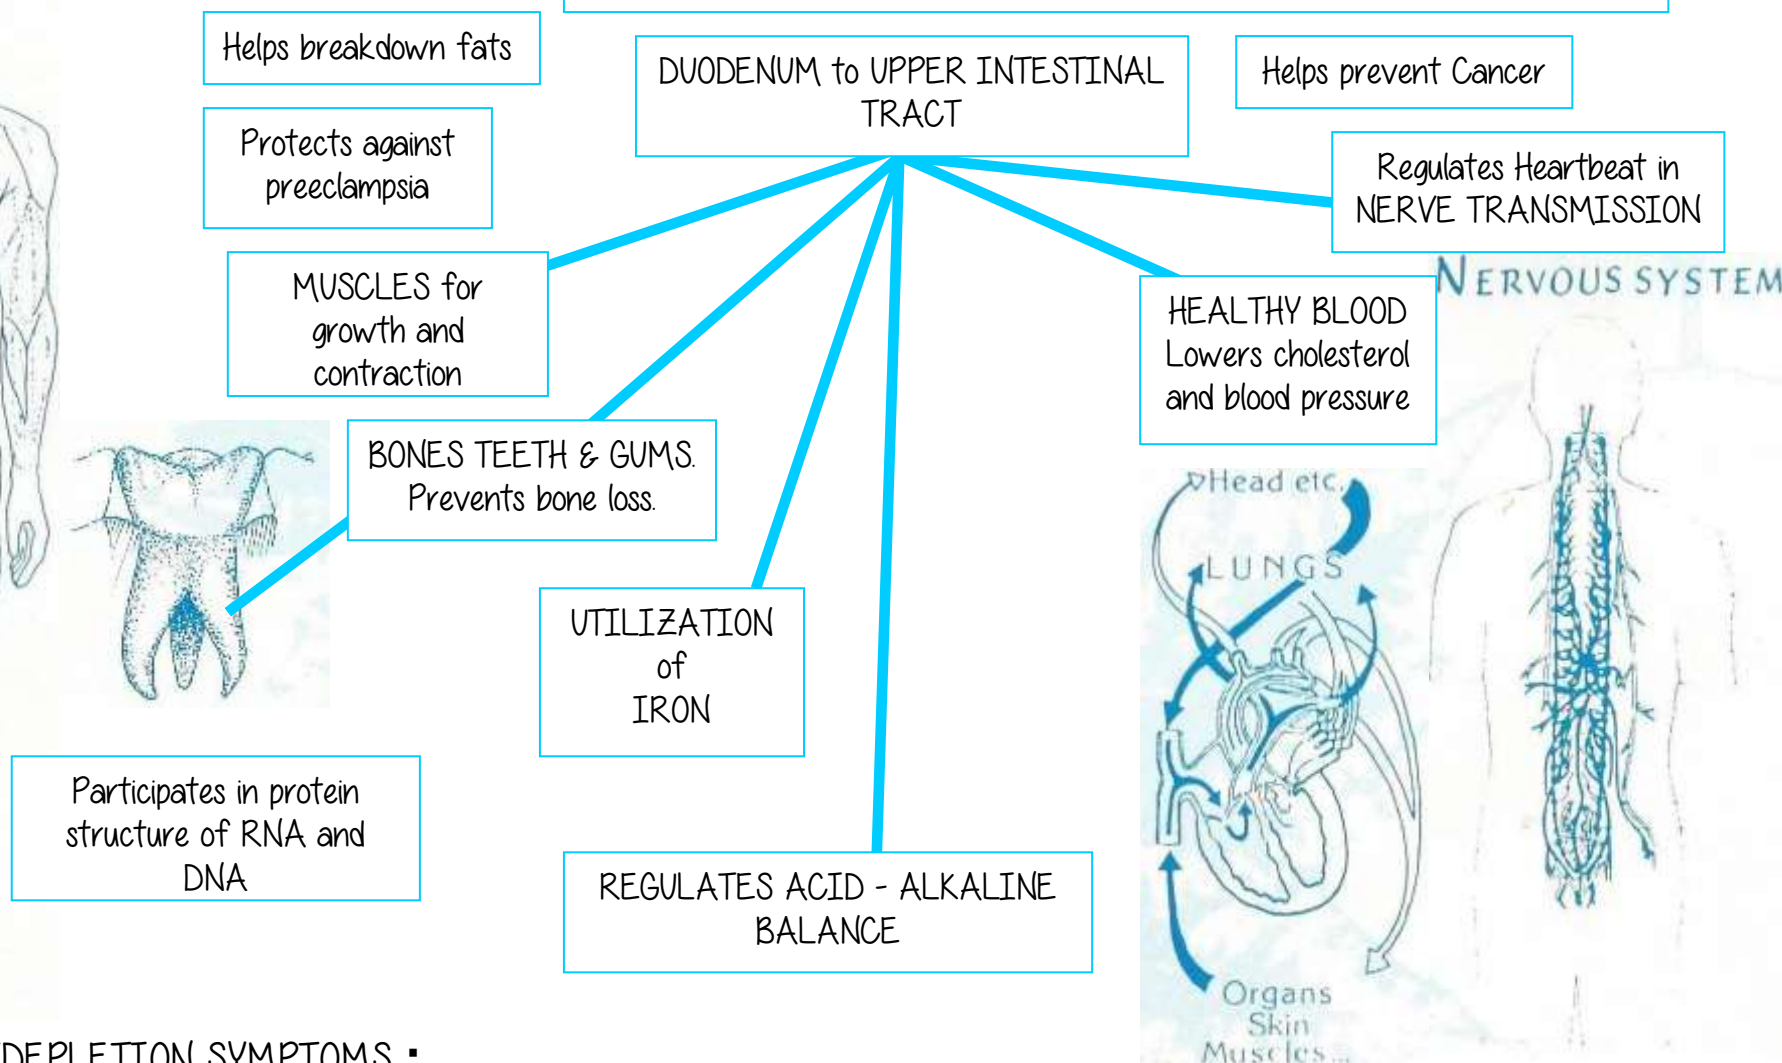 Helps breakdown fats
DUODENUM to UPPER INTESTINAL
TRACT
Helps prevent Cancer
Protects against
preeclampsia
Regulates Heartbeat in
NERVE TRANSMISSION
MUSCLES for
growth and
contraction
NERVOUS SYSTEM
HEALTHY BLOOD
Lowers cholesterol
and blood pressure
BONES TEETH & GUMS.
Prevents bone loss.
Head etc.
LUNGS
UTILIZATION
of
IRON
Participates in protein
structure of RNA and
DNA
REGULATES ACID - ALKALINE
BALANCE
Organs
Skin
Muscles...
DEPLETION SYMPTOMS :